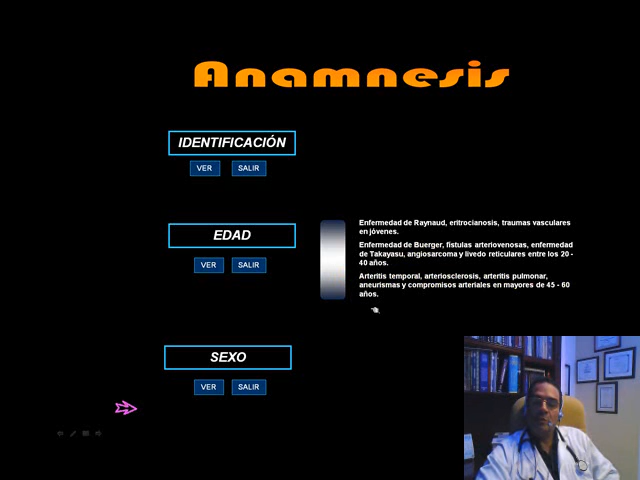 Anamnesis
IDENTIFICACIÓN
VER SALIR
EDAD
VER SALIR
Enfermedad de Raynaud, eritrocianosis, traumas vasculares
en jóvenes.
Enfermedad de Buerger, fístulas arteriovenosas, enfermedad
de Takayasu, angiosarcoma y livedo reticulares entre los 20 -
40 años.
Arteritis temporal, arteriosclerosis, arteritis pulmonar,
aneurismas y compromisos arteriales en mayores de 45 - 60
años.
SEXO
VER SALIR